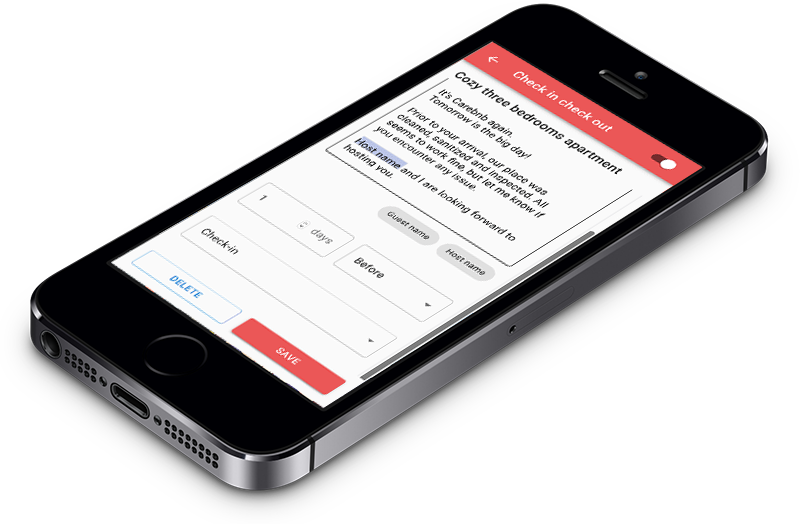 Check in check out
Cozy three bedrooms apartment
It's Carebnb again.
Tomorrow is the big day!
Prior to your arrival, our place was
cleaned, sanitized and inspected. All
seems to work fine, but let me know if
you encounter any issue.
Host name and I are looking forward to
hosting you.
Guest name
Host name
1
days
Before
Check-in
DELETE
SAVE